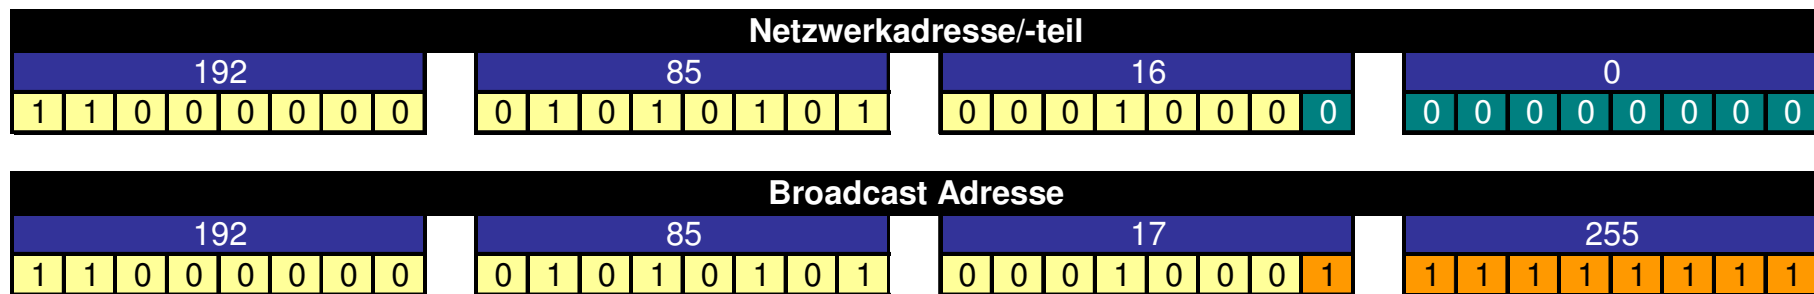 Netzwerkadresse/-teil
192 85 16 0
1 1 0 0 0 0 0 0 0 1 0 1 0 1 0 1 0 0 0 1 0 0 0 0 0 0 0 0 0 0 0 0
Broadcast Adresse
192 85 17 255
1 1 0 0 0 0 0 0 0 1 0 1 0 1 0 1 0 0 0 1 0 0 0 1 1 1 1 1 1 1 1 1